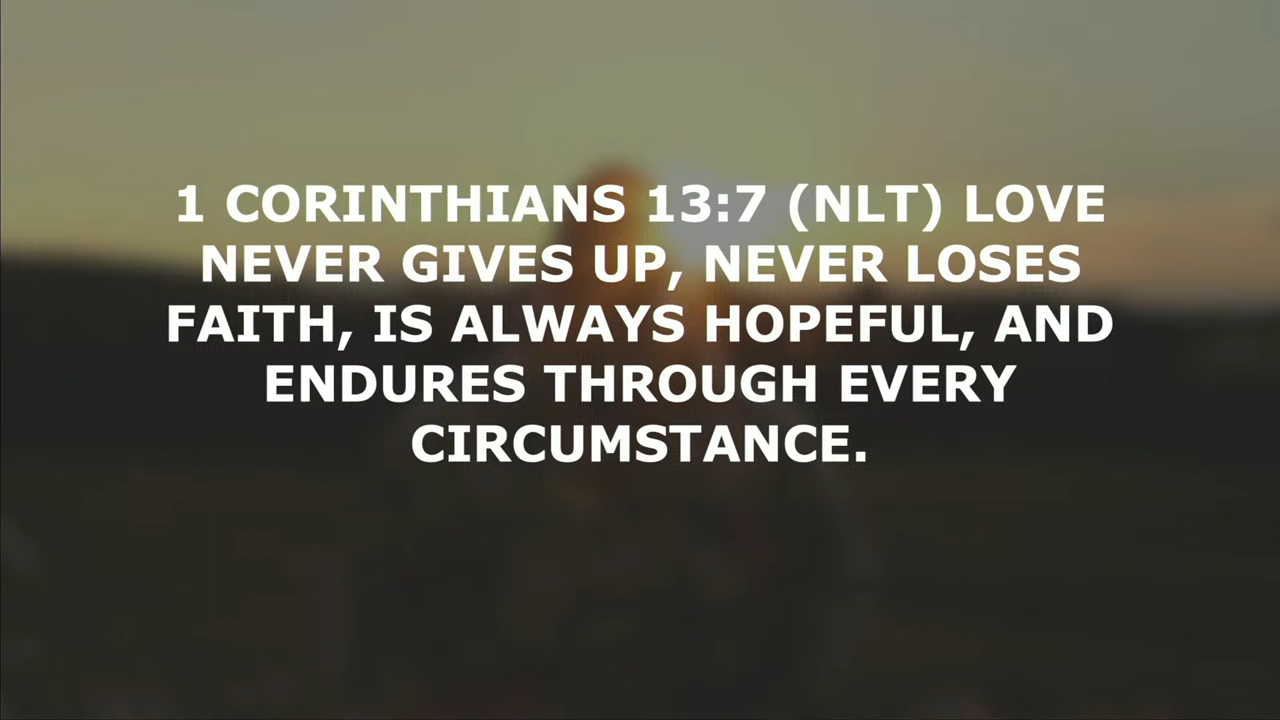 1 CORINTHIANS 13:7 (NLT) LOVE
NEVER GIVES UP, NEVER LOSES
FAITH, IS ALWAYS HOPEFUL, AND
ENDURES THROUGH EVERY
CIRCUMSTANCE.